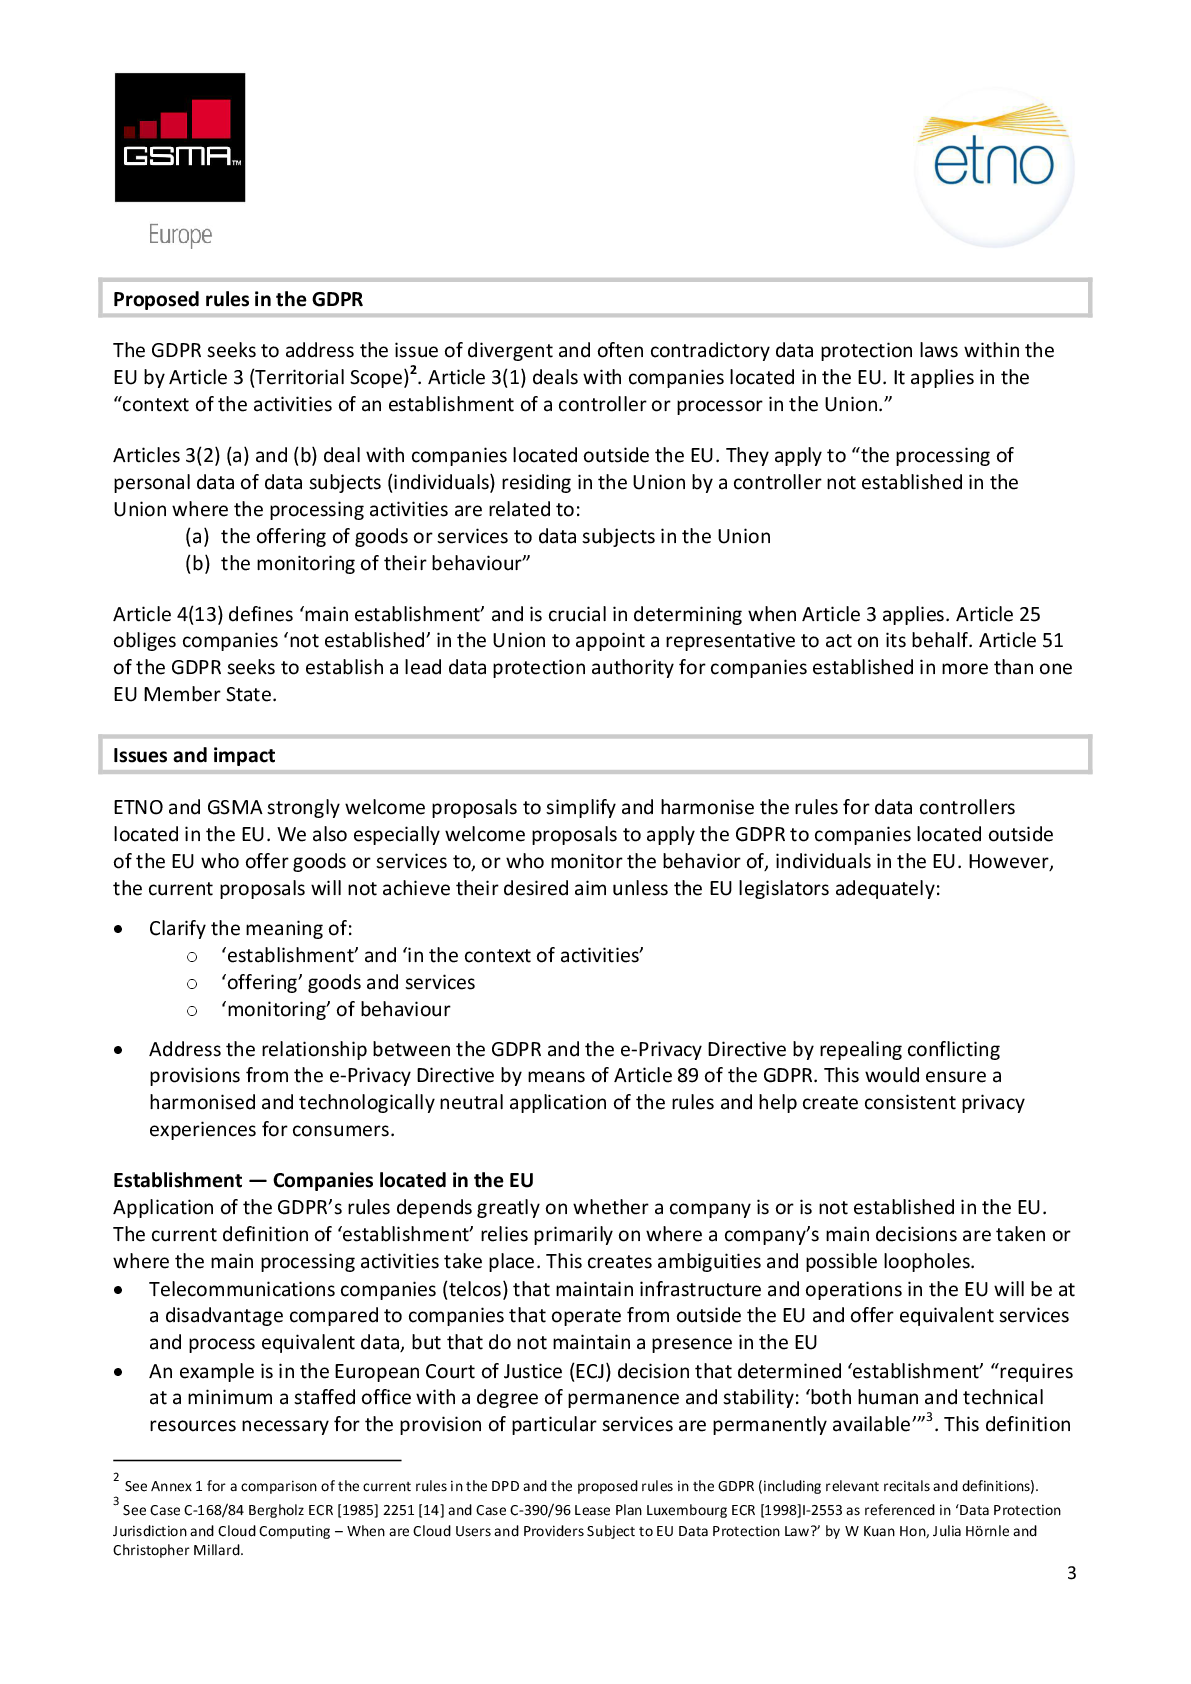 GSMA™
Europe
etno
Proposed rules in the GDPR
The GDPR seeks to address the issue of divergent and often contradictory data protection laws within the
EU by Article 3 (Territorial Scope)2. Article 3(1) deals with companies located in the EU. It applies in the
“context of the activities of an establishment of a controller or processor in the Union.”
Articles 3(2) (a) and (b) deal with companies located outside the EU. They apply to “the processing of
personal data of data subjects (individuals) residing in the Union by a controller not established in the
Union where the processing activities are related to:
(a) the offering of goods or services to data subjects in the Union
(b) the monitoring of their behaviour”
Article 4(13) defines ‘main establishment’ and is crucial in determining when Article 3 applies. Article 25
obliges companies ‘not established’ in the Union to appoint a representative to act on its behalf. Article 51
of the GDPR seeks to establish a lead data protection authority for companies established in more than one
EU Member State.
Issues and impact
ETNO and GSMA strongly welcome proposals to simplify and harmonise the rules for data controllers
located in the EU. We also especially welcome proposals to apply the GDPR to companies located outside
of the EU who offer goods or services to, or who monitor the behavior of, individuals in the EU. However,
the current proposals will not achieve their desired aim unless the EU legislators adequately:
• Clarify the meaning of:
○ ‘establishment’ and ‘in the context of activities’
○ ‘offering’ goods and services
○ ‘monitoring’ of behaviour
• Address the relationship between the GDPR and the e-Privacy Directive by repealing conflicting
provisions from the e-Privacy Directive by means of Article 89 of the GDPR. This would ensure a
harmonised and technologically neutral application of the rules and help create consistent privacy
experiences for consumers.
Establishment — Companies located in the EU
Application of the GDPR’s rules depends greatly on whether a company is or is not established in the EU.
The current definition of ‘establishment’ relies primarily on where a company’s main decisions are taken or
where the main processing activities take place. This creates ambiguities and possible loopholes.
• Telecommunications companies (telcos) that maintain infrastructure and operations in the EU will be at
a disadvantage compared to companies that operate from outside the EU and offer equivalent services
and process equivalent data, but that do not maintain a presence in the EU
• An example is in the European Court of Justice (ECJ) decision that determined ‘establishment’ “requires
at a minimum a staffed office with a degree of permanence and stability: ‘both human and technical
resources necessary for the provision of particular services are permanently available’”3. This definition
2 See Annex 1 for a comparison of the current rules in the DPD and the proposed rules in the GDPR (including relevant recitals and definitions).
3 See Case C-168/84 Bergholz ECR [1985] 2251 [14] and Case C-390/96 Lease Plan Luxembourg ECR [1998]I-2553 as referenced in ‘Data Protection
Jurisdiction and Cloud Computing – When are Cloud Users and Providers Subject to EU Data Protection Law?’ by W Kuan Hon, Julia Hörnle and
Christopher Millard.
3